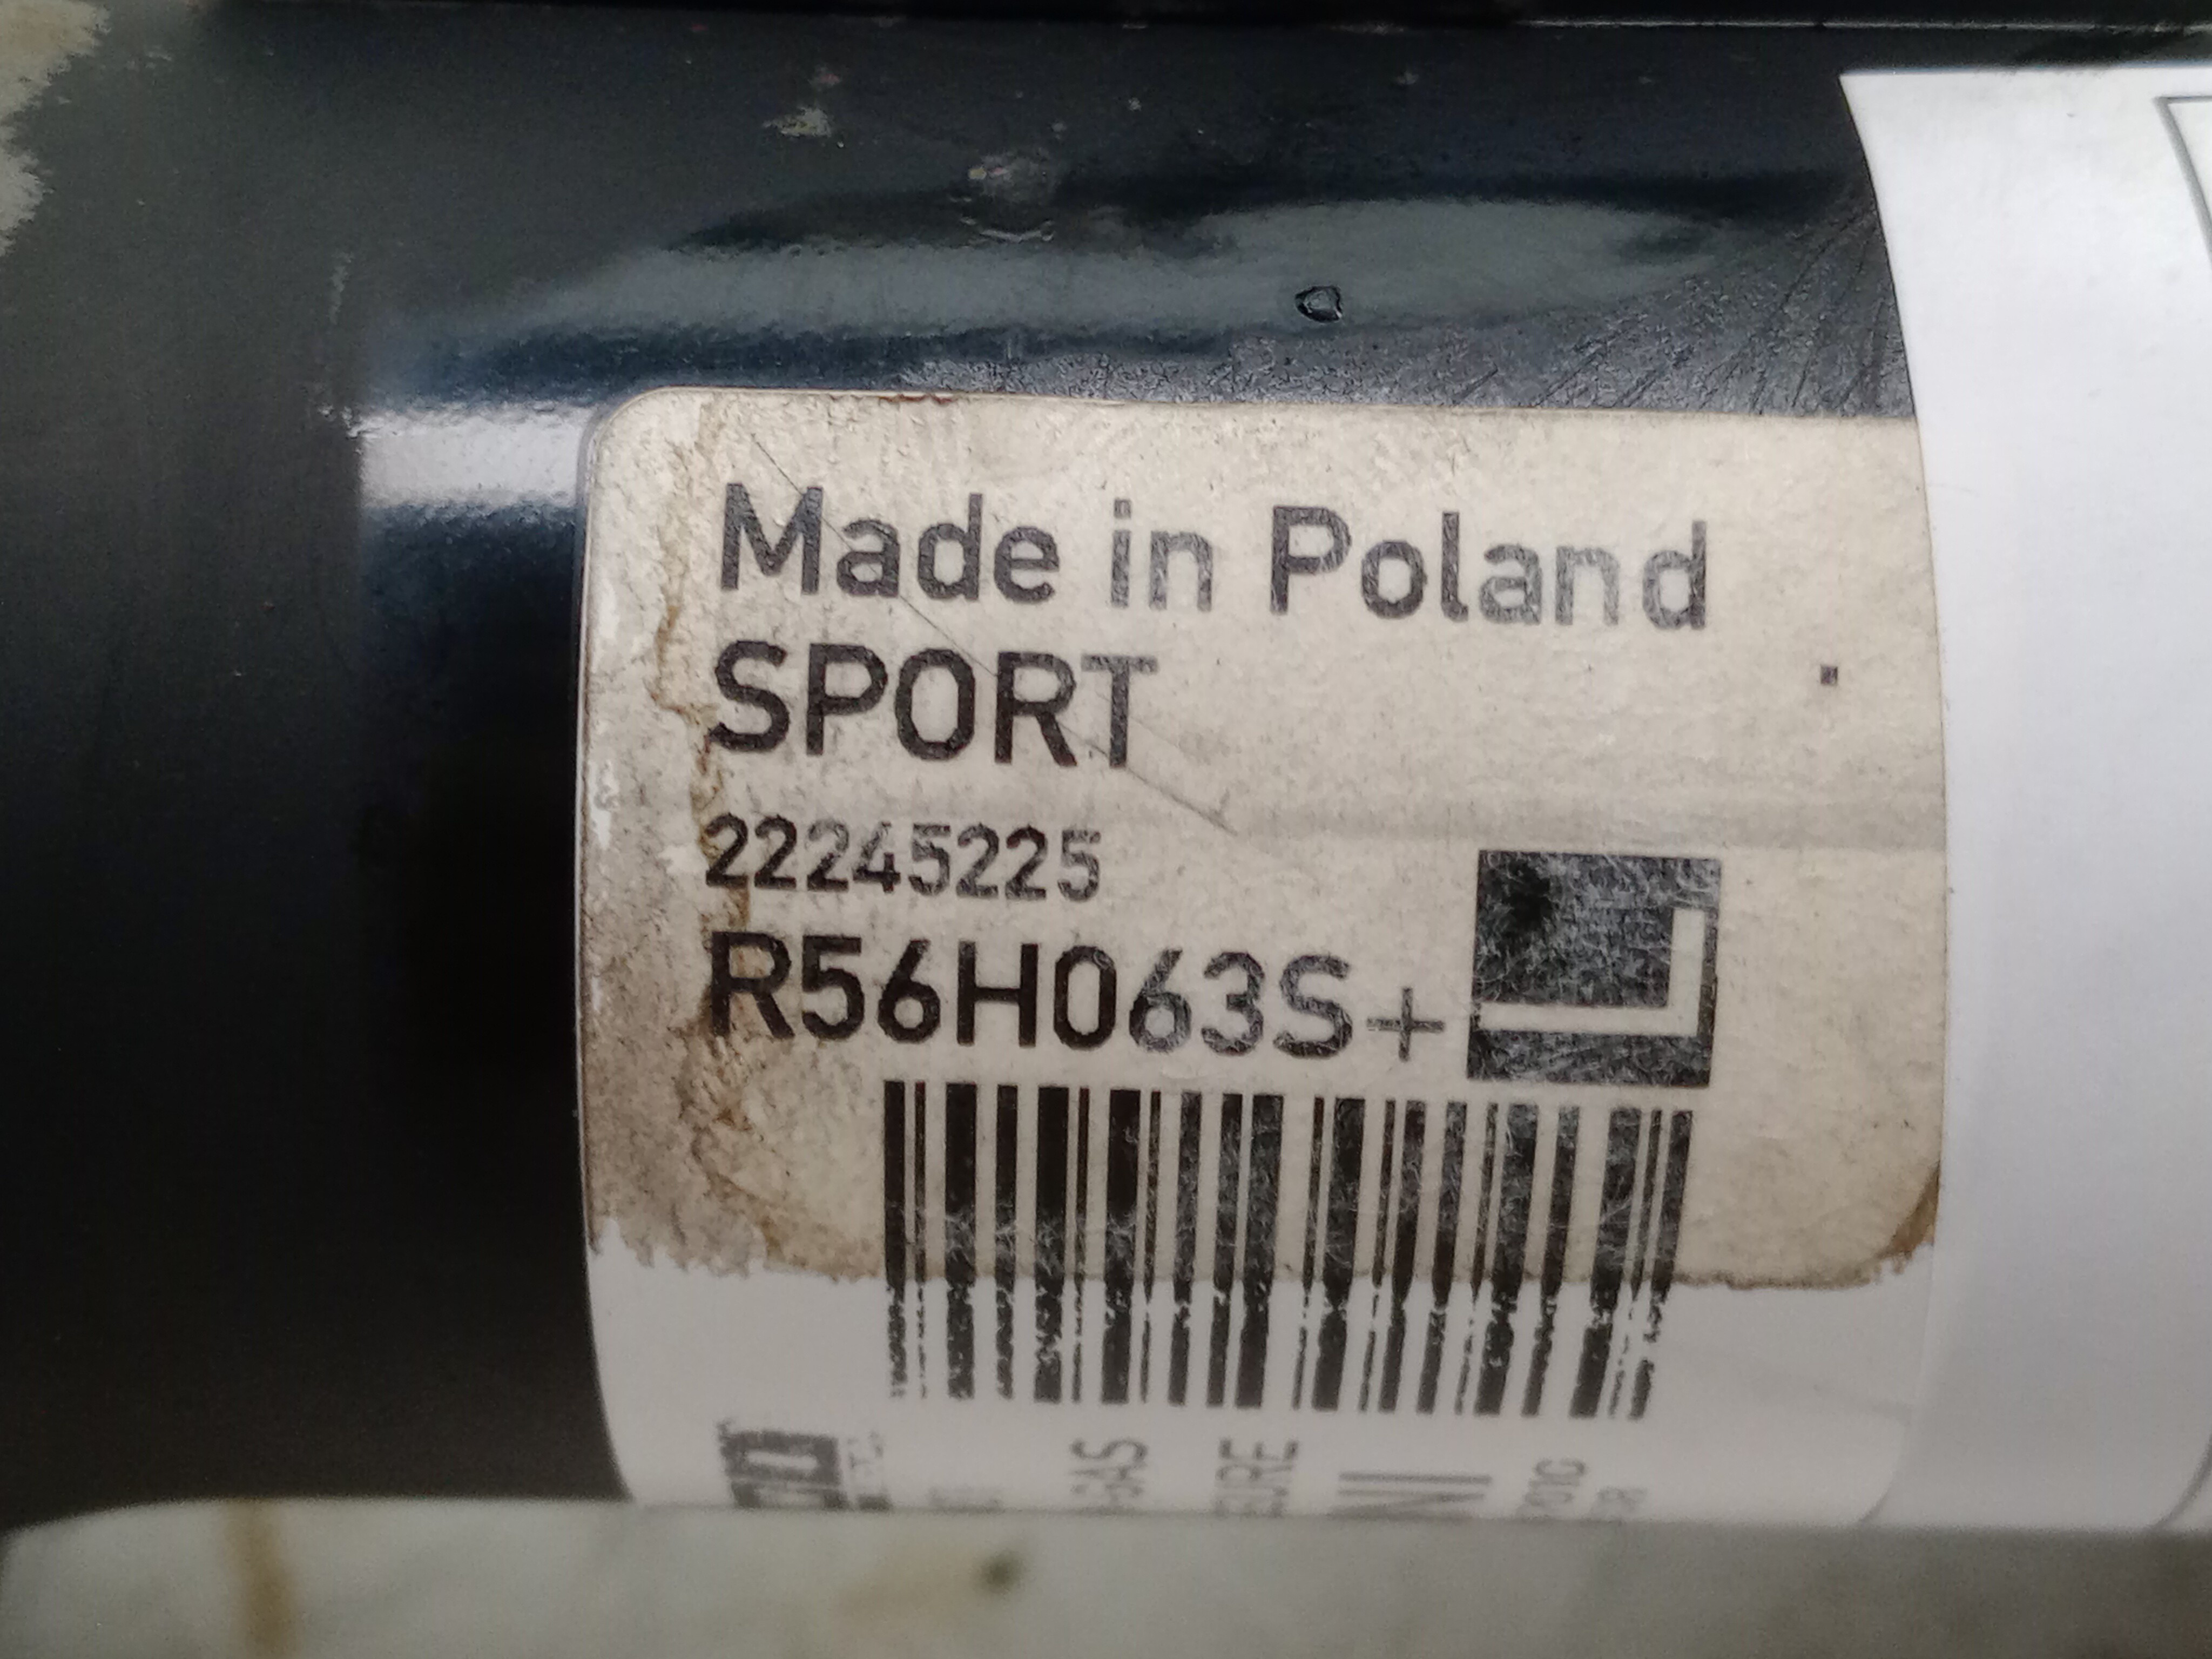 Made in Poland
SPORT
22245225
R56H063S+ L